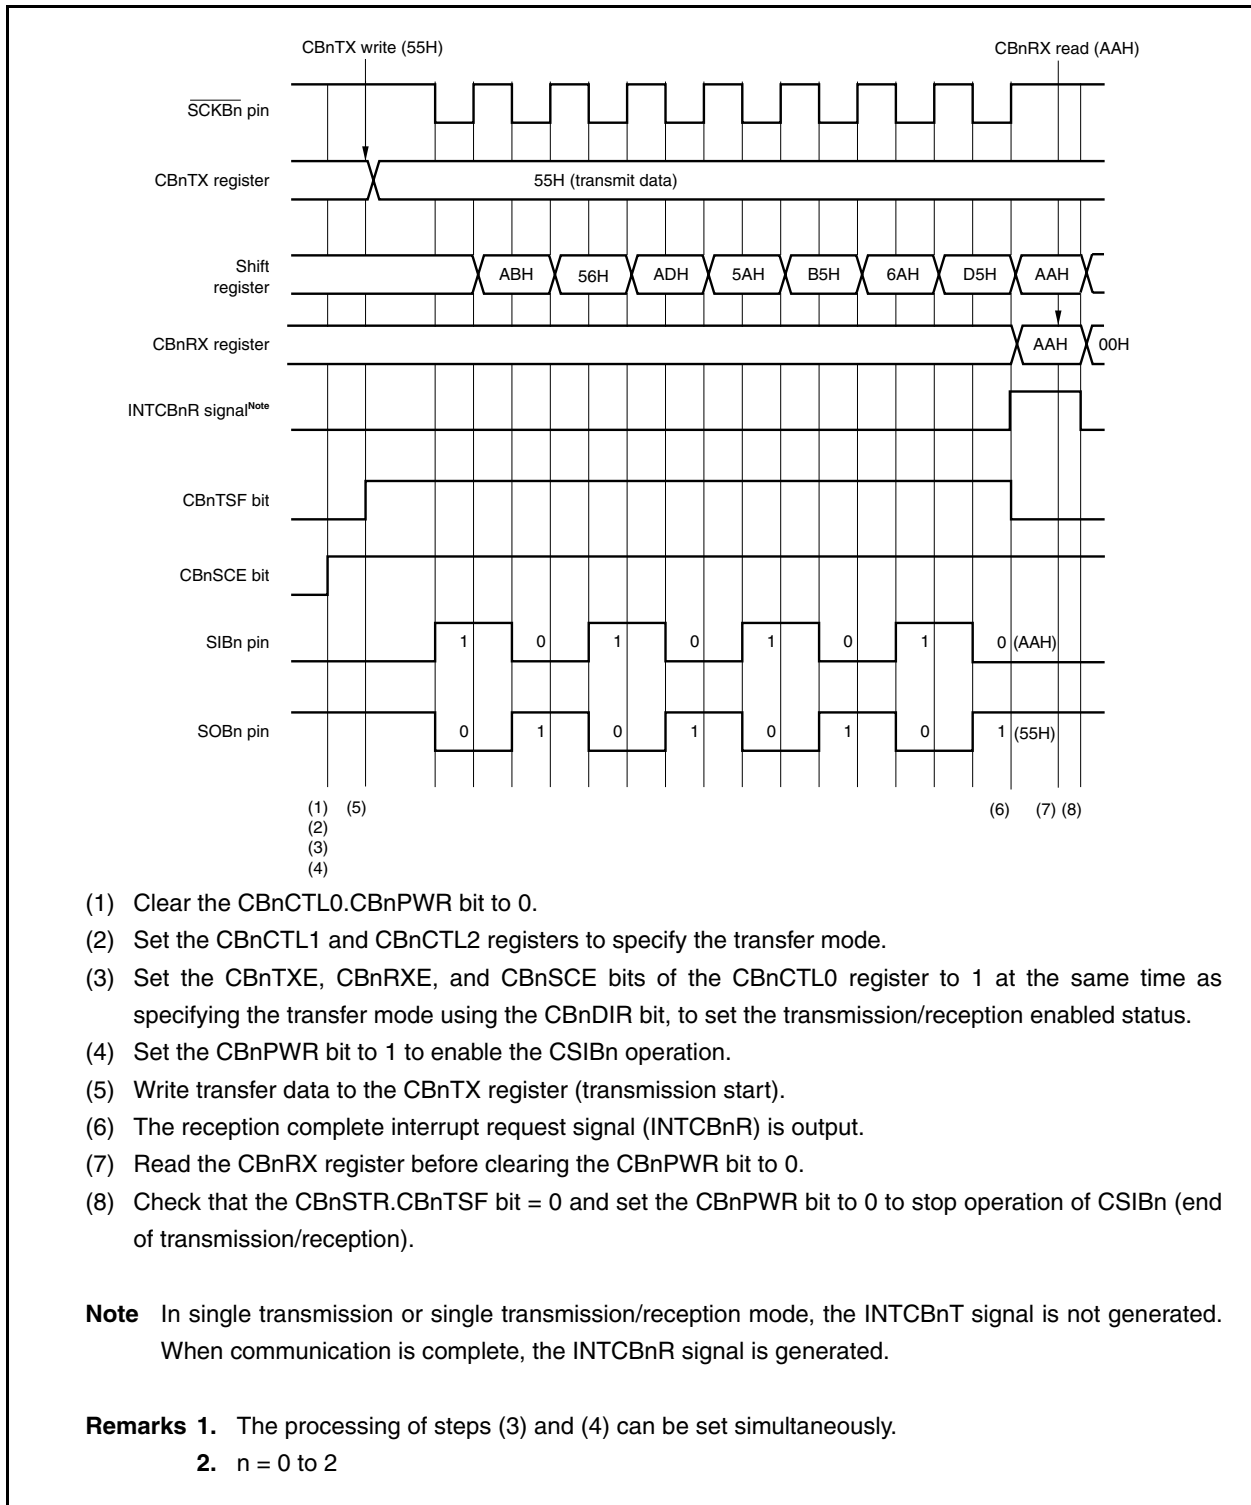 CBnTX write (55H) CBnRX read (AAH)
SCKBn pin
CBnTX register 55H (transmit data)
Shift
register
ABH 56H ADH 5AH B5H 6AH D5H AAH
CBnRX register AAH 00H
INTCBnR signalNote
CBnTSF bit
CBnSCE bit
SIBn pin 1 0 1 0 1 0 1 0 (AAH)
SOBn pin 0 1 0 1 0 1 0 1 (55H)
(1) (5) (6) (7) (8)
(2)
(3)
(4)
(1) Clear the CBnCTL0.CBnPWR bit to 0.
(2) Set the CBnCTL1 and CBnCTL2 registers to specify the transfer mode.
(3) Set the CBnTXE, CBnRXE, and CBnSCE bits of the CBnCTL0 register to 1 at the same time as
specifying the transfer mode using the CBnDIR bit, to set the transmission/reception enabled status.
(4) Set the CBnPWR bit to 1 to enable the CSIBn operation.
(5) Write transfer data to the CBnTX register (transmission start).
(6) The reception complete interrupt request signal (INTCBnR) is output.
(7) Read the CBnRX register before clearing the CBnPWR bit to 0.
(8) Check that the CBnSTR.CBnTSF bit = 0 and set the CBnPWR bit to 0 to stop operation of CSIBn (end
of transmission/reception).
Note In single transmission or single transmission/reception mode, the INTCBnT signal is not generated.
When communication is complete, the INTCBnR signal is generated.
Remarks 1. The processing of steps (3) and (4) can be set simultaneously.
2. n = 0 to 2